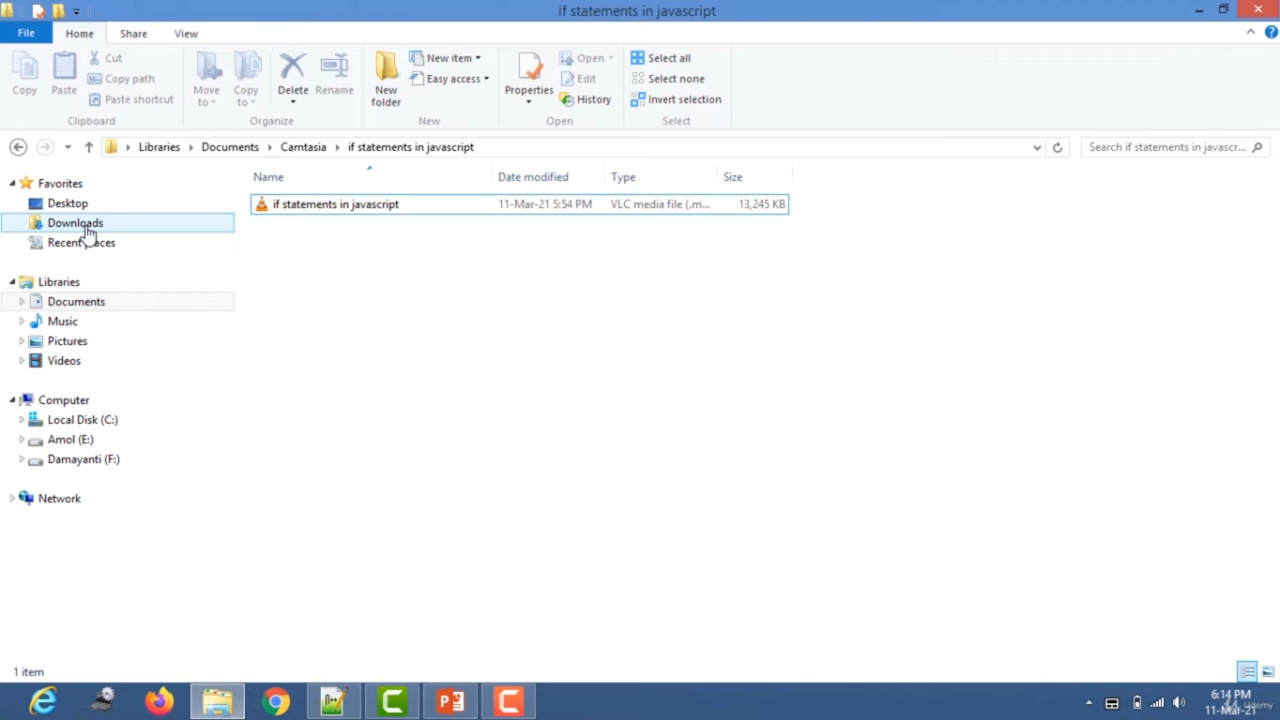 if statements in javascript
File Home Share View
Copy Paste Cut Copy path Paste shortcut Move to Copy to Delete Rename New folder New item Easy access Properties Open Edit History Select all Select none Invert selection
Clipboard Organize New Open Select
Libraries Documents Camtasia if statements in javascript Search if statements in javascr...
Name Date modified Type Size
if statements in javascript 11-Mar-21 5:54 PM VLC media file (.m... 13,245 KB
Favorites
Desktop
Downloads
Libraries
Documents
Music
Pictures
Videos
Computer
Local Disk (C:)
Amol (E:)
Damayanti (F:)
Network
1 item
6:14 PM
11-Mar-21
Udemy